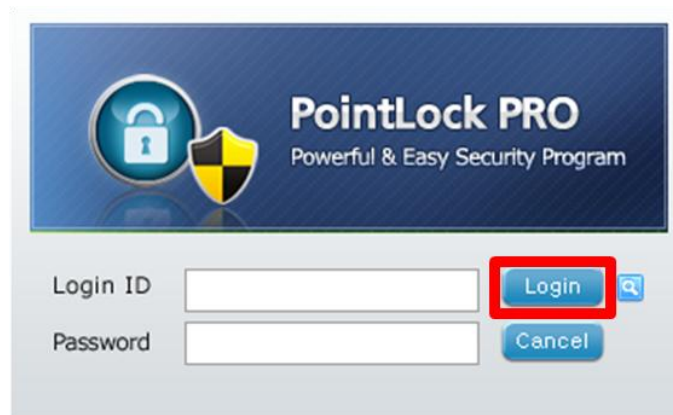 PointLock PRO
Powerful & Easy Security Program
Login ID
Login
Password
Cancel